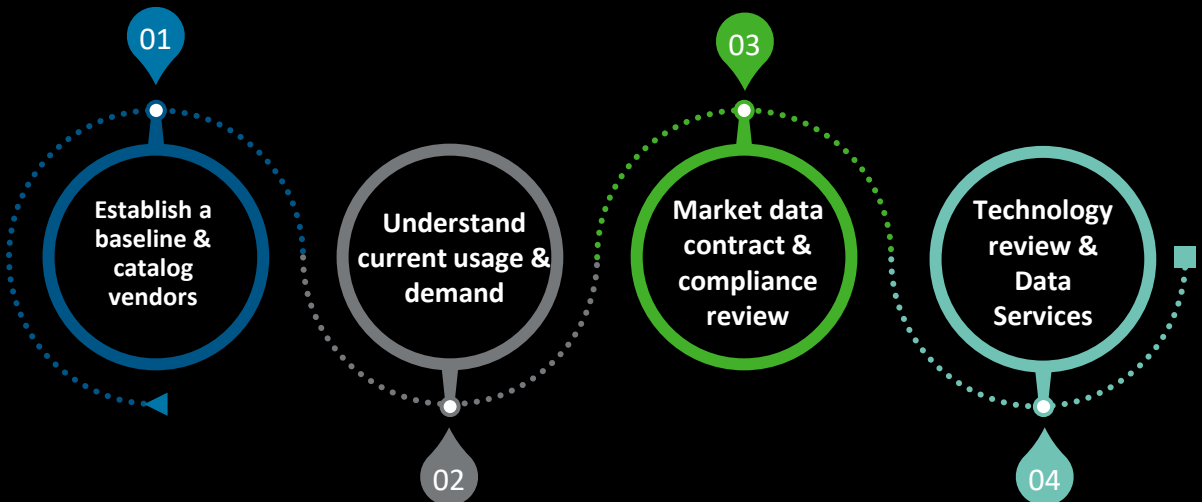 01
Establish a
baseline &
catalog
vendors
Understand
current usage &
demand
02
03
Market data
contract &
compliance
review
Technology
review &
Data
Services
04